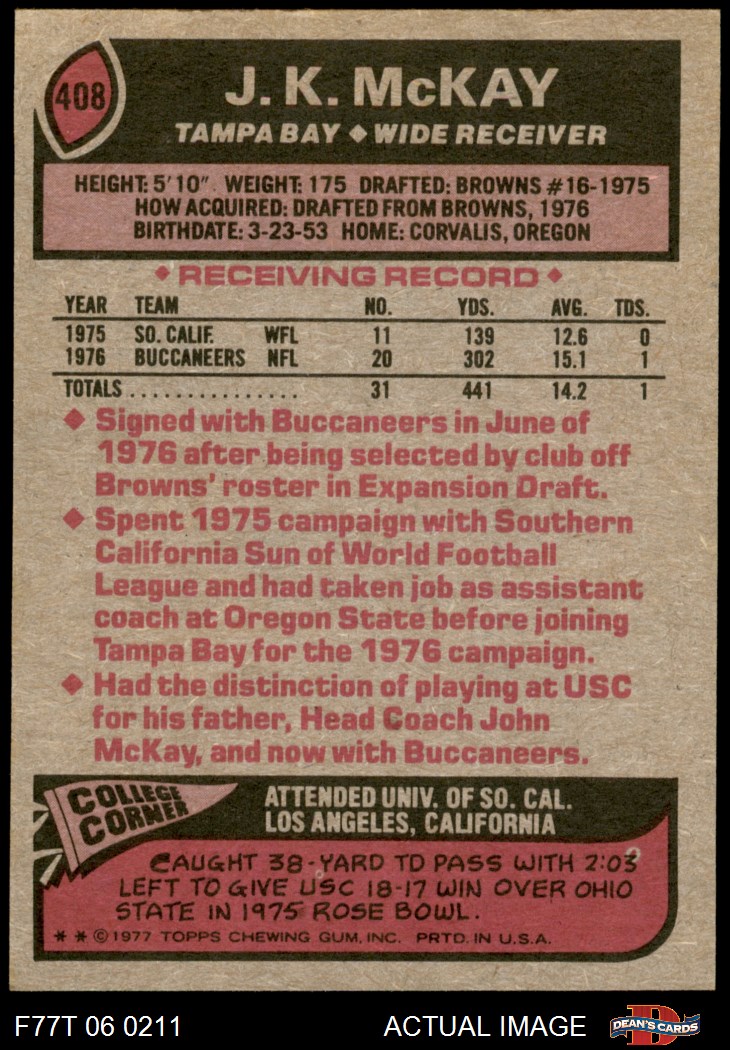 408
J. K. McKAY
TAMPA BAY ◆ WIDE RECEIVER
HEIGHT: 5'10". WEIGHT: 175 DRAFTED: BROWNS #16-1975
HOW ACQUIRED: DRAFTED FROM BROWNS, 1976
BIRTHDATE: 3-23-53 HOME: CORVALIS, OREGON
◆ RECEIVING RECORD ◆
YEAR TEAM NO. YDS. AVG. TDS.
1975 SO. CALIF. WFL 11 139 12.6 0
1976 BUCCANEERS NFL 20 302 15.1 1
TOTALS............... 31 441 14.2 1
◆ Signed with Buccaneers in June of
1976 after being selected by club off
Browns' roster in Expansion Draft.
◆ Spent 1975 campaign with Southern
California Sun of World Football
League and had taken job as assistant
coach at Oregon State before joining
Tampa Bay for the 1976 campaign.
◆ Had the distinction of playing at USC
for his father, Head Coach John
McKay, and now with Buccaneers.
COLLEGE
CORNER
ATTENDED UNIV. OF SO. CAL.
LOS ANGELES, CALIFORNIA
CAUGHT 38-YARD TD PASS WITH 2:03
LEFT TO GIVE USC 18-17 WIN OVER OHIO
STATE IN 1975 ROSE BOWL.
* * © 1977 TOPPS CHEWING GUM, INC. PRTD. IN U.S.A.
F77T 06 0211 ACTUAL IMAGE DEAN'S CARDS